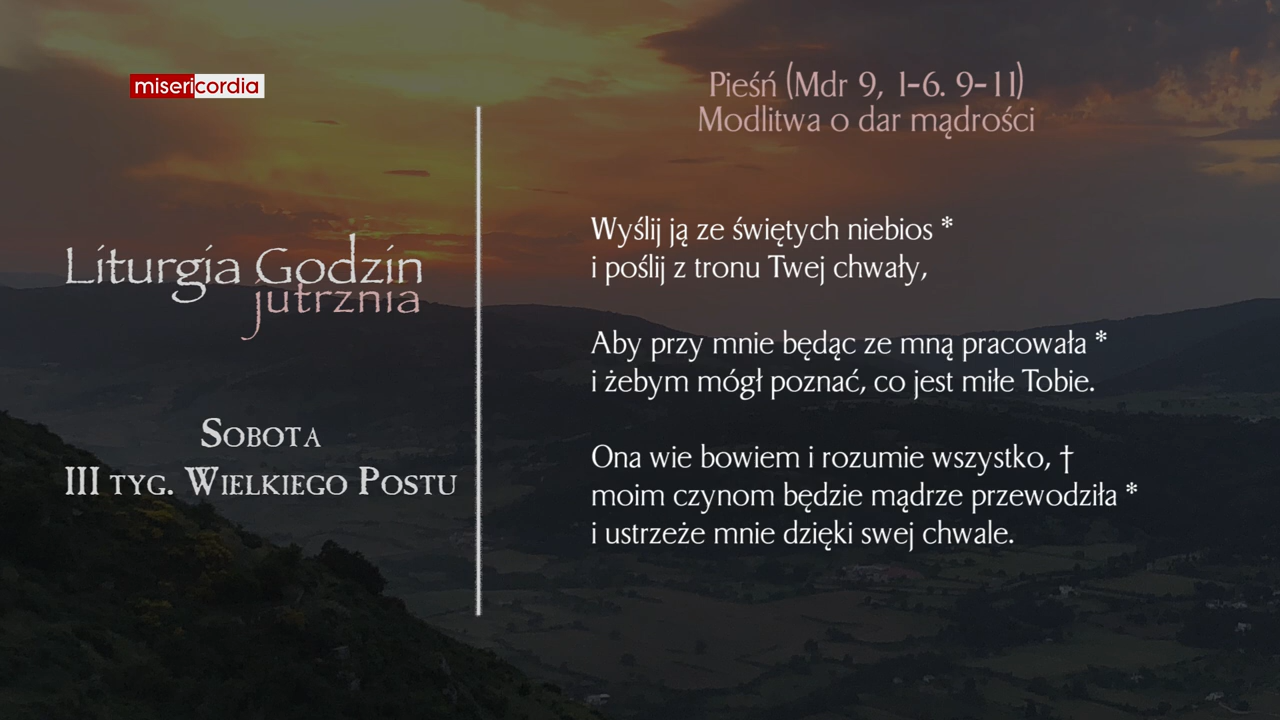 misericordia
Liturgia Godzin
jutrznia
Sobota
III tyg. Wielkiego Postu
Pieśń (Mdr 9, 1-6. 9-11)
Modlitwa o dar mądrości
Wyślij ją ze świętych niebios *
i poślij z tronu Twej chwały,
Aby przy mnie będąc ze mną pracowała *
i żebym mógł poznać, co jest miłe Tobie.
Ona wie bowiem i rozumie wszystko, †
moim czynom będzie mądrze przewodziła *
i ustrzeże mnie dzięki swej chwale.